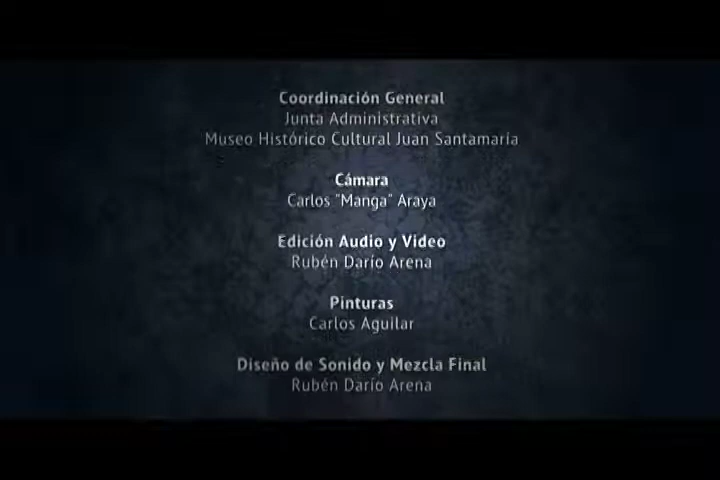 Coordinación General
Junta Administrativa
Museo Histórico Cultural Juan Santamaría
Cámara
Carlos "Manga" Araya
Edición Audio y Video
Rubén Darío Arena
Pinturas
Carlos Aguilar
Diseño de Sonido y Mezcla Final
Rubén Darío Arena